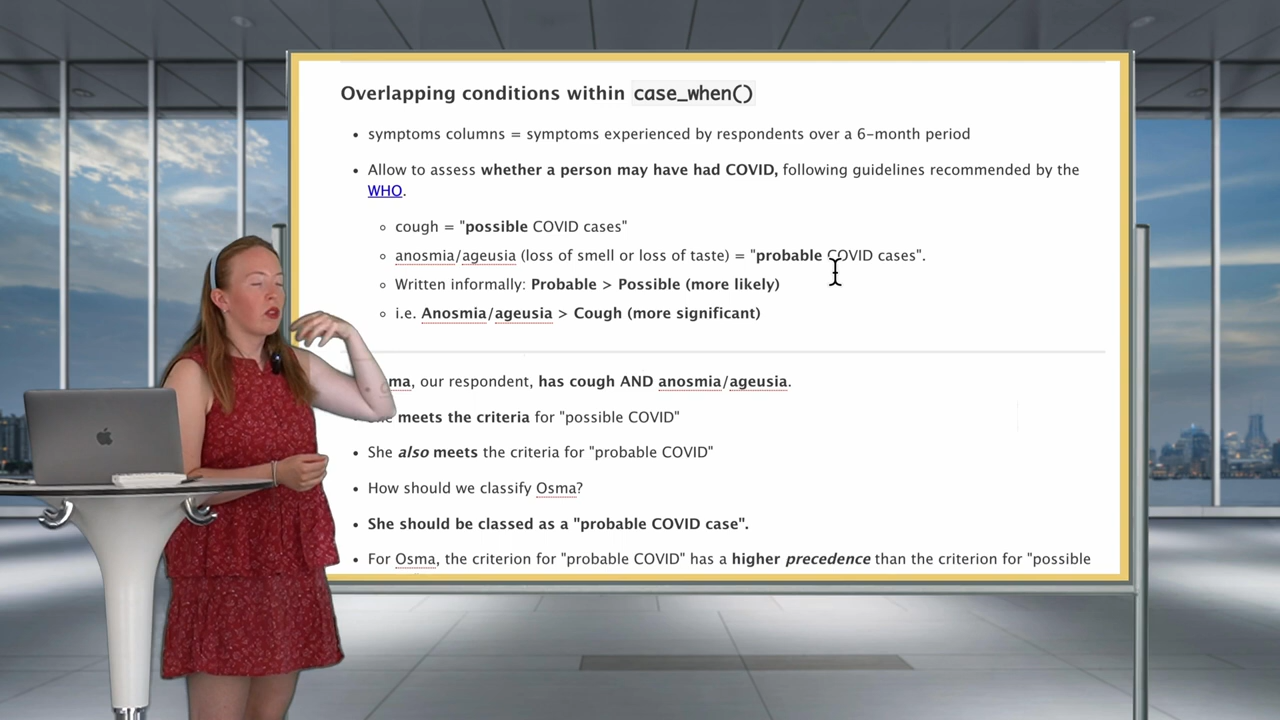 Overlapping conditions within case_when()
• symptoms columns = symptoms experienced by respondents over a 6-month period
• Allow to assess whether a person may have had COVID, following guidelines recommended by the
WHO.
◦ cough = "possible COVID cases"
◦ anosmia/ageusia (loss of smell or loss of taste) = "probable COVID cases".
◦ Written informally: Probable > Possible (more likely)
◦ i.e. Anosmia/ageusia > Cough (more significant)
our respondent, has cough AND anosmia/ageusia.
meets the criteria for "possible COVID"
• She also meets the criteria for "probable COVID"
• How should we classify Osma?
• She should be classed as a "probable COVID case".
• For Osma, the criterion for "probable COVID" has a higher precedence than the criterion for "possible